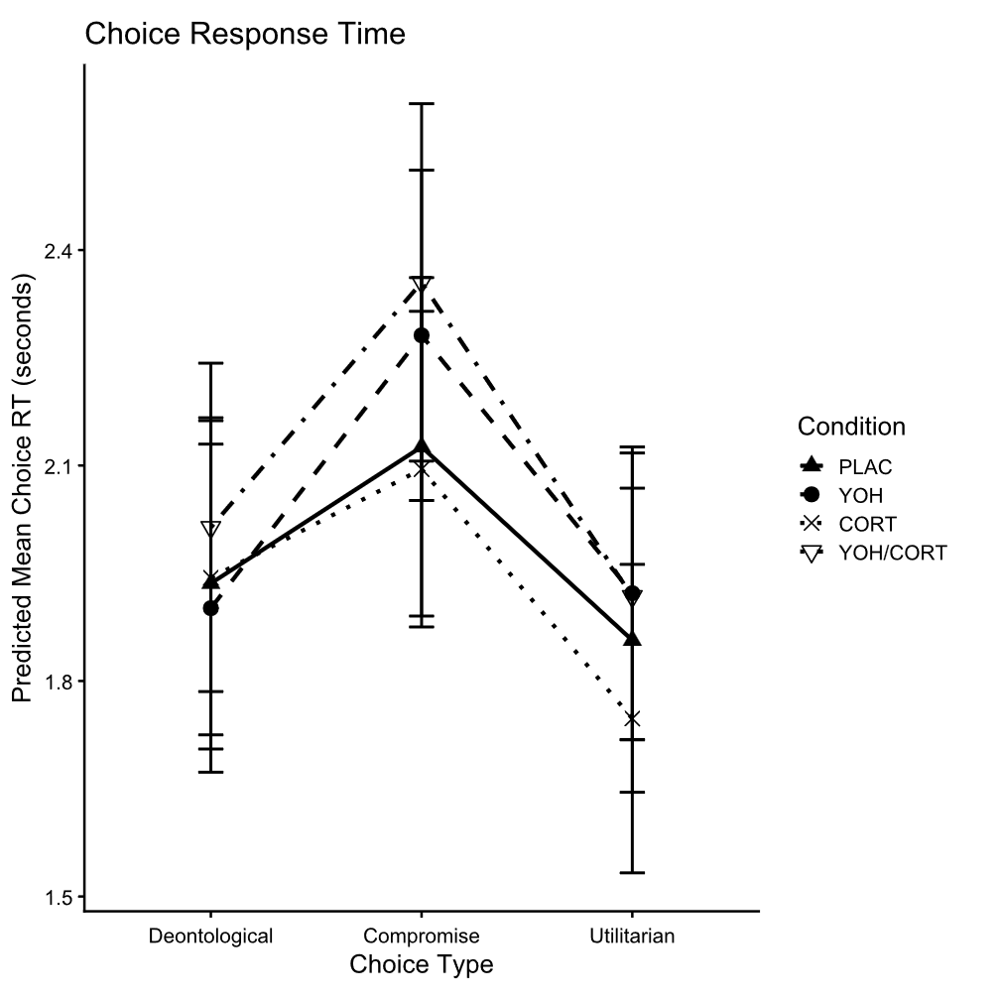 Choice Response Time
Predicted Mean Choice RT (seconds)
2.4
2.1
1.8
1.5
Deontological
Compromise
Utilitarian
Choice Type
Condition
PLAC
YOH
CORT
YOH/CORT